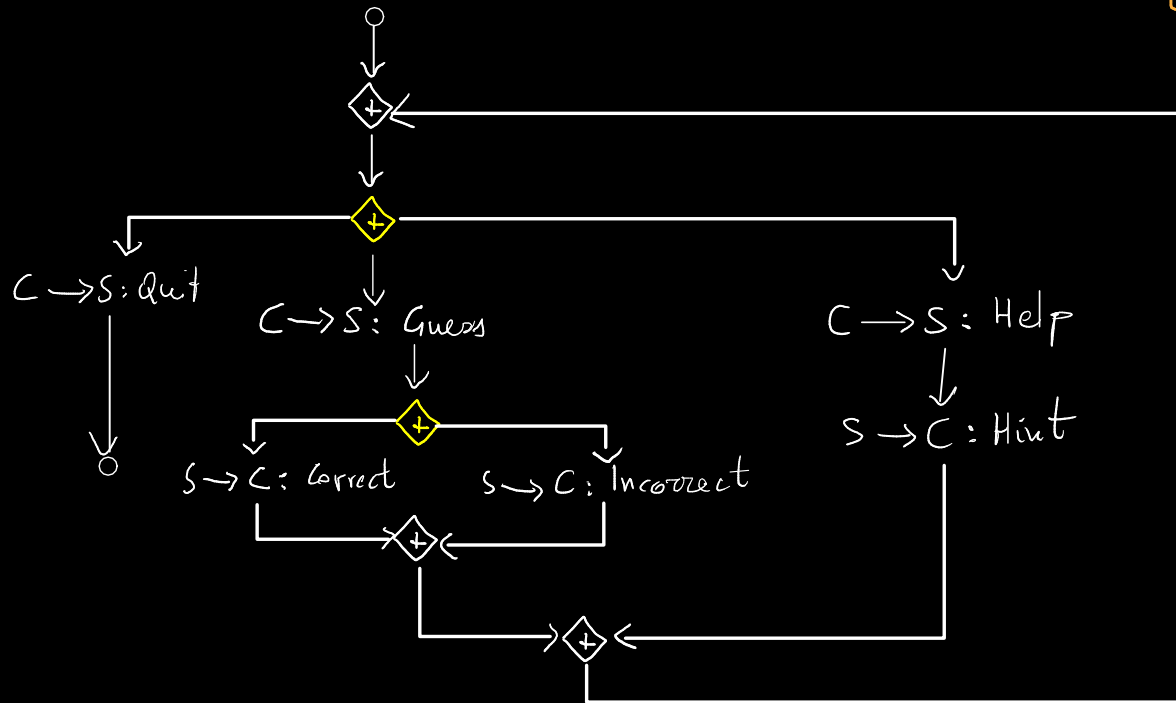 +
+
C → S: Quit
C → S: Guess
C → S: Help
+
S → C: Hint
S → C: Correct
S → C: Incorrect
+
+